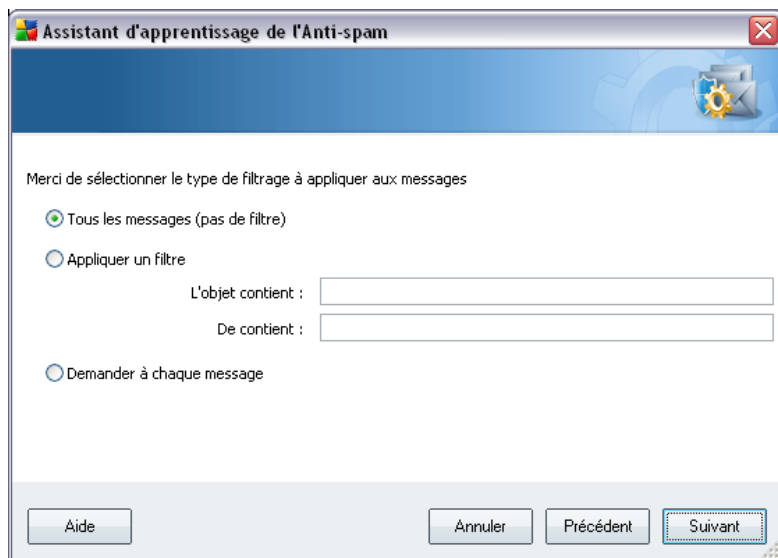 Assistant d'apprentissage de l'Anti-spam
Merci de sélectionner le type de filtrage à appliquer aux messages
Tous les messages (pas de filtre)
Appliquer un filtre
L'objet contient :
De contient :
Demander à chaque message
Aide
Annuler
Précédent
Suivant